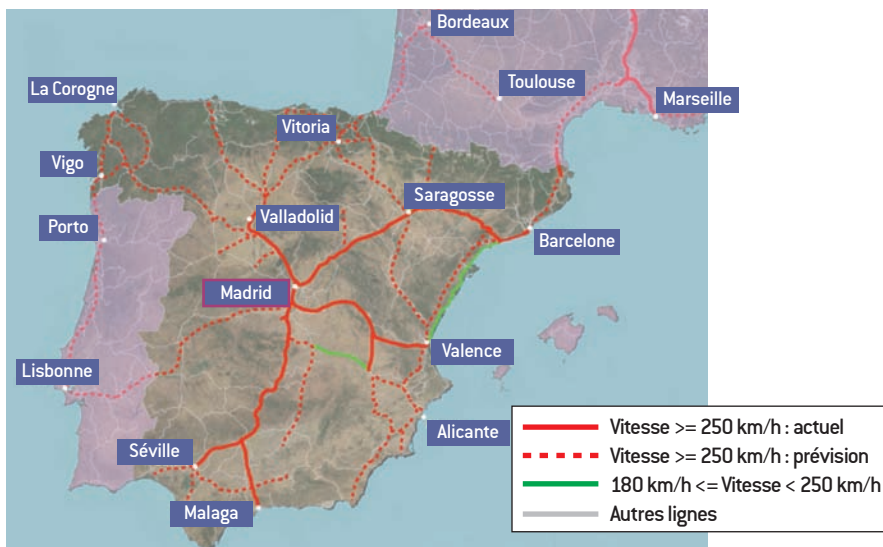 Bordeaux
La Corogne
Toulouse
Marseille
Vitoria
Vigo
Saragosse
Valladolid
Porto
Barcelone
Madrid
Valence
Lisbonne
Alicante
Séville
Malaga
Vitesse >= 250 km/h : actuel
Vitesse >= 250 km/h : prévision
180 km/h <= Vitesse < 250 km/h
Autres lignes